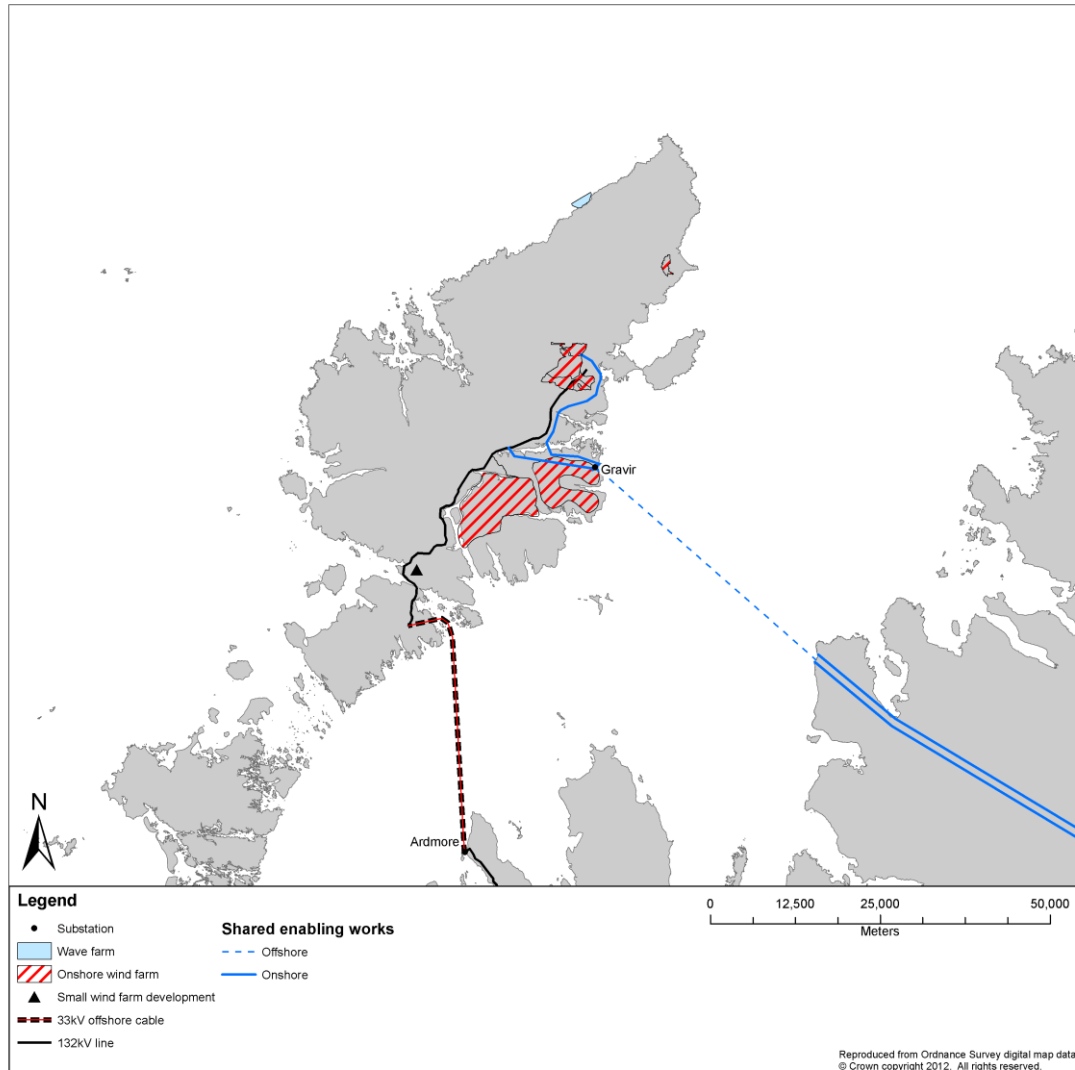 Gravir
Ardmore
N
Legend
Substation
Wave farm
Onshore wind farm
Small wind farm development
33kV offshore cable
132kV line
Shared enabling works
Offshore
Onshore
0 12,500 25,000 50,000
Meters
Reproduced from Ordnance Survey digital map data
© Crown copyright 2012. All rights reserved.